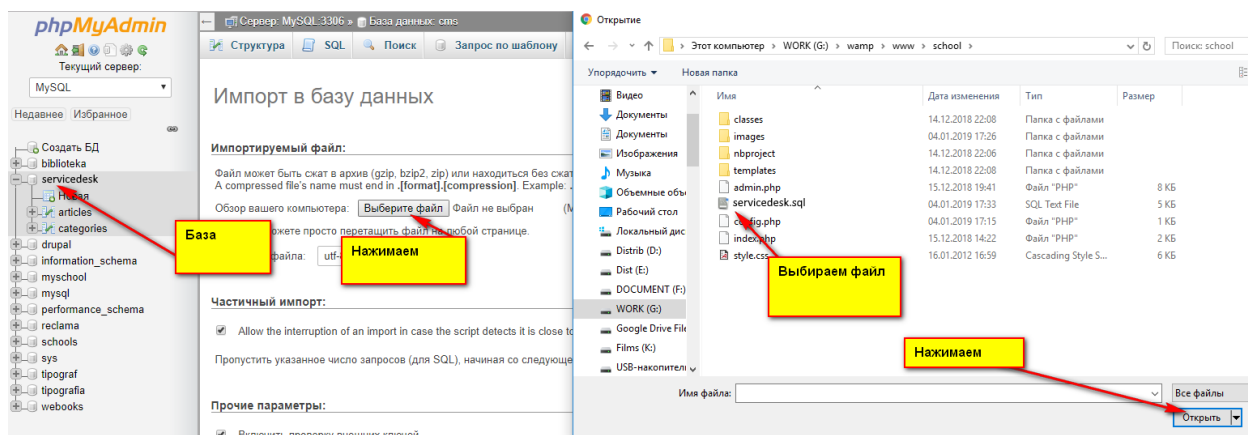 phpMyAdmin
Текущий сервер:
MySQL
Недавнее Избранное
Создать БД
biblioteka
servicedesk
Новая
articles
categories
drupal
information_schema
myschool
mysql
performance_schema
reclama
schools
sys
tipograf
tipografia
webooks
База
Сервер: MySQL:3306 » База данных: cms
Структура SQL Поиск Запрос по шаблону
Импорт в базу данных
Импортируемый файл:
Файл может быть сжат в архив (gzip, bzip2, zip) или находиться без сжат
A compressed file's name must end in .[format].[compression]. Example: .
Обзор вашего компьютера: Выберите файл Файл не выбран (М
ожете просто перетащить файл на любой странице.
файла: utf-
Нажимаем
Частичный импорт:
Allow the interruption of an import in case the script detects it is close to
Пропустить указанное число запросов (для SQL), начиная со следующе
Прочие параметры:
Включить проверку внешних ключей
Открытие
Этот компьютер > WORK (G:) > wamp > www > school >
Поиск: school
Упорядочить Новая папка
Видео
Документы
Документы
Изображения
Музыка
Объемные объе
Рабочий стол
Локальный дис
Distrib (D:)
Dist (E:)
DOCUMENT (F:)
WORK (G:)
Google Drive File
Films (K:)
USB-накопители
Имя Дата изменения Тип Размер
classes 14.12.2018 22:08 Папка с файлами
images 04.01.2019 17:26 Папка с файлами
nbproject 14.12.2018 22:06 Папка с файлами
templates 14.12.2018 22:08 Папка с файлами
admin.php 15.12.2018 19:41 Файл "PHP" 8 КБ
servicedesk.sql 04.01.2019 17:33 SQL Text File 5 КБ
config.php 04.01.2019 17:15 Файл "PHP" 1 КБ
index.php 15.12.2018 14:22 Файл "PHP" 2 КБ
style.css 16.01.2012 16:59 Cascading Style S... 6 КБ
Выбираем файл
Нажимаем
Имя файла: Все файлы
Открыть